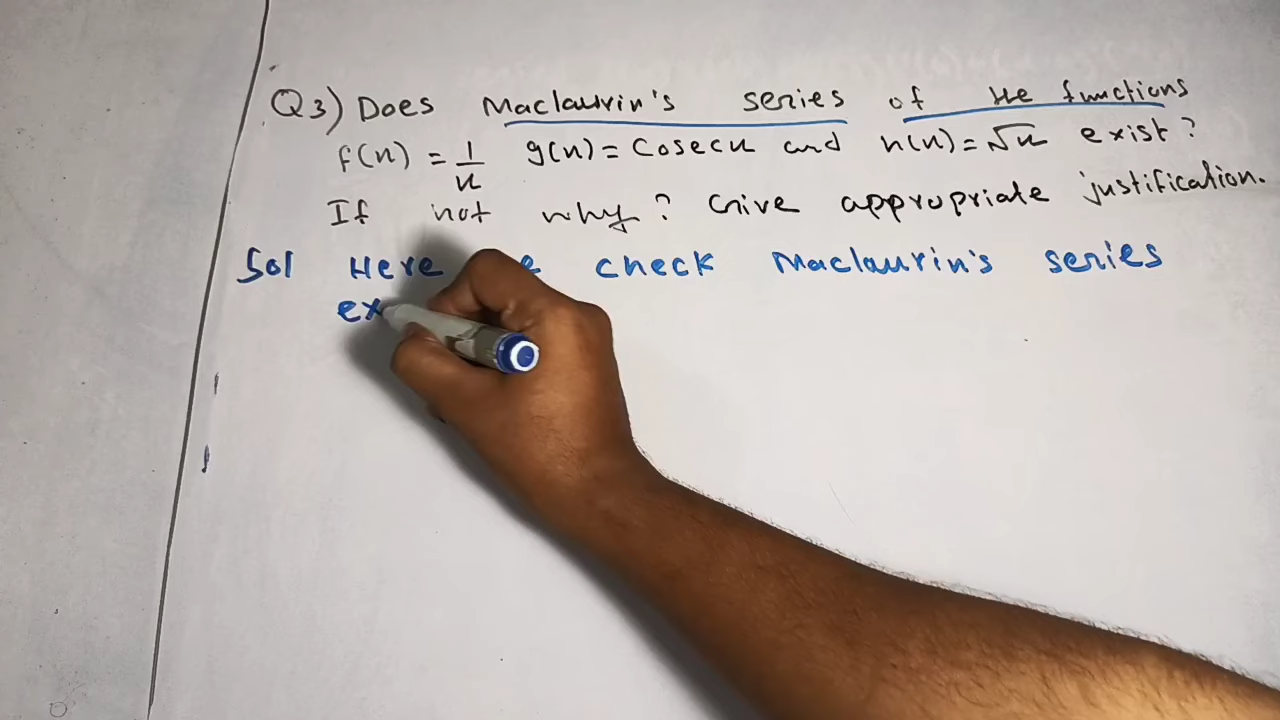 Q3) Does Maclaurin's series of the functions
f(x) = 1/x g(x) = Cosecx and h(x) = √x exist?
If not why? Give appropriate justification.
Sol Here check Maclaurin's series
ex